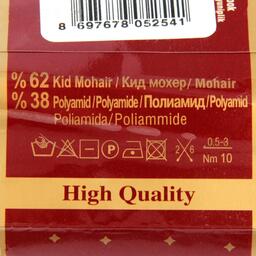 8 697678 052541
% 62 Kid Mohair / Кид мохер / Mohair
% 38 Polyamid / Polyamide / Полиамид / Polyamid
Poliamida / Poliammide
P
2 6
0.5-3
Nm 10
High Quality